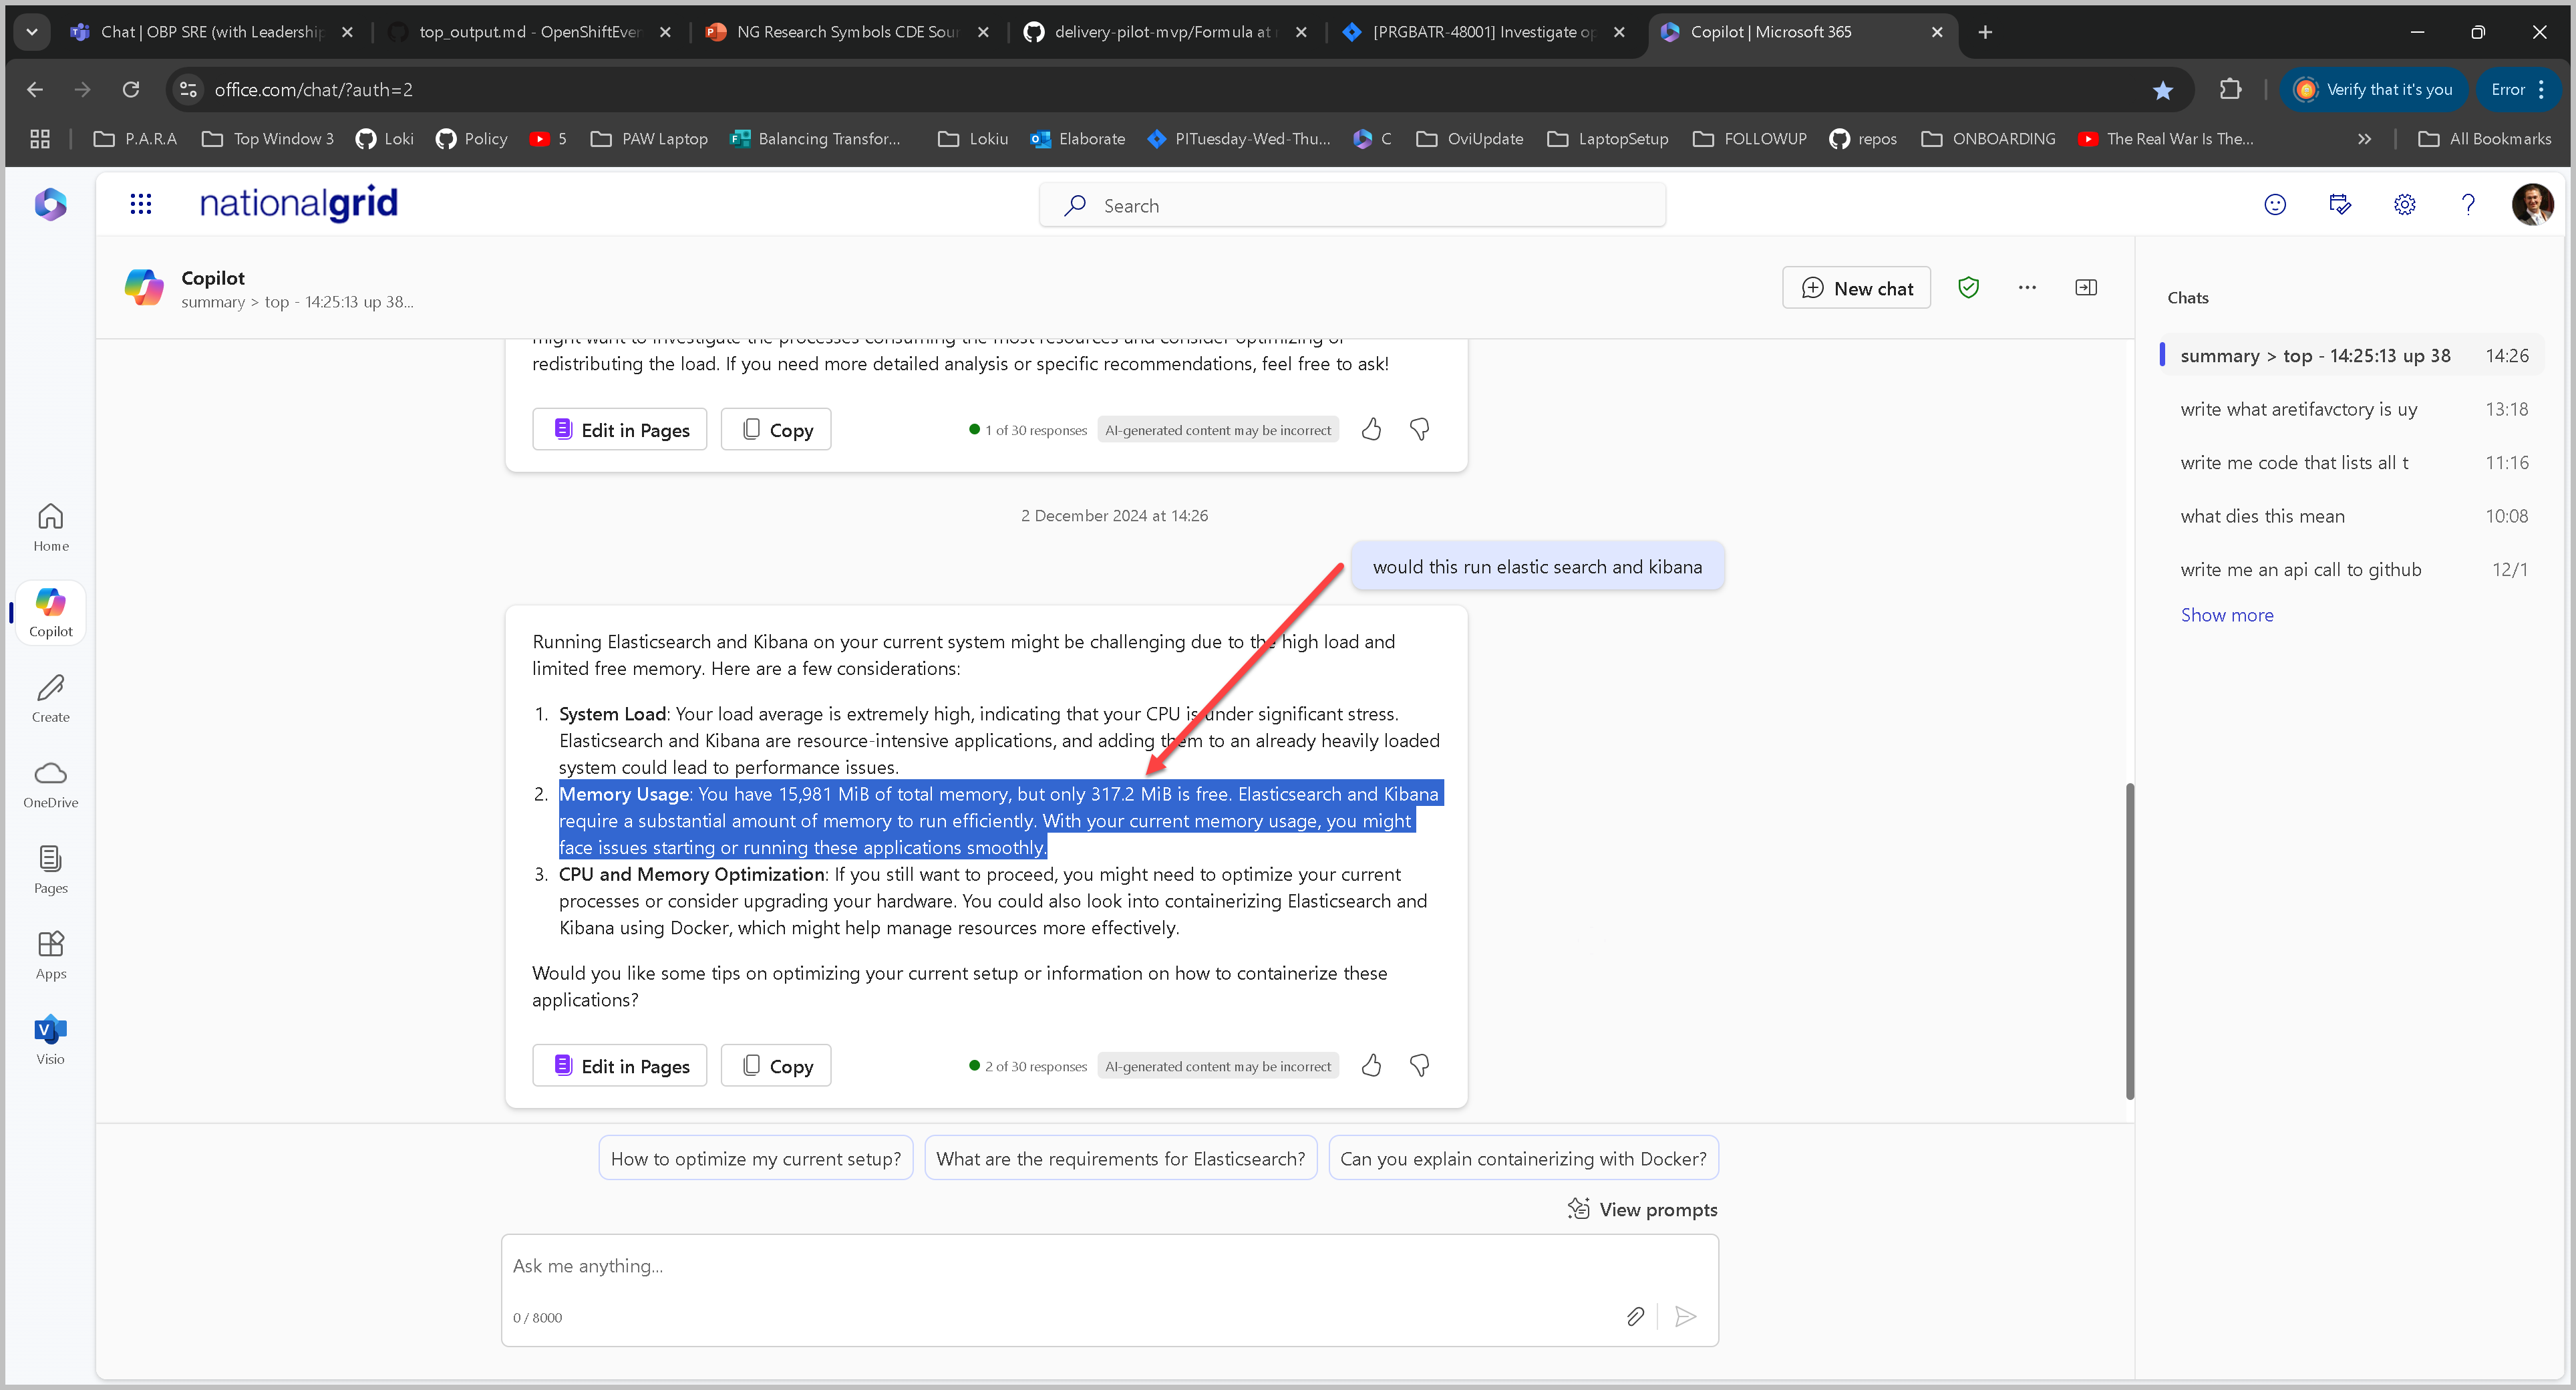 Chat | OBP SRE (with Leadership
top_output.md - OpenShiftEver
NG Research Symbols CDE Sou
delivery-pilot-mvp/Formula at
[PRGBATR-48001] Investigate op
Copilot | Microsoft 365
office.com/chat/?auth=2
Verify that it's you
Error
P.A.R.A
Top Window 3
Loki
Policy
5
PAW Laptop
Balancing Transfor...
Lokiu
Elaborate
PITuesday-Wed-Thu...
C
OviUpdate
LaptopSetup
FOLLOWUP
repos
ONBOARDING
The Real War Is The...
All Bookmarks
nationalgrid
Search
Copilot
summary > top - 14:25:13 up 38...
New chat
might want to investigate the processes consuming the most resources and consider optimizing or
redistributing the load. If you need more detailed analysis or specific recommendations, feel free to ask!
Edit in Pages
Copy
1 of 30 responses
AI-generated content may be incorrect
2 December 2024 at 14:26
would this run elastic search and kibana
Running Elasticsearch and Kibana on your current system might be challenging due to the high load and
limited free memory. Here are a few considerations:
1. System Load: Your load average is extremely high, indicating that your CPU is under significant stress.
Elasticsearch and Kibana are resource-intensive applications, and adding them to an already heavily loaded
system could lead to performance issues.
2. Memory Usage: You have 15,981 MiB of total memory, but only 317.2 MiB is free. Elasticsearch and Kibana
require a substantial amount of memory to run efficiently. With your current memory usage, you might
face issues starting or running these applications smoothly.
3. CPU and Memory Optimization: If you still want to proceed, you might need to optimize your current
processes or consider upgrading your hardware. You could also look into containerizing Elasticsearch and
Kibana using Docker, which might help manage resources more effectively.
Would you like some tips on optimizing your current setup or information on how to containerize these
applications?
Edit in Pages
Copy
2 of 30 responses
AI-generated content may be incorrect
How to optimize my current setup?
What are the requirements for Elasticsearch?
Can you explain containerizing with Docker?
View prompts
Ask me anything...
0 / 8000
Home
Copilot
Create
OneDrive
Pages
Apps
V
Visio
Chats
summary > top - 14:25:13 up 38 14:26
write what aretifavctory is uy 13:18
write me code that lists all t 11:16
what dies this mean 10:08
write me an api call to github 12/1
Show more